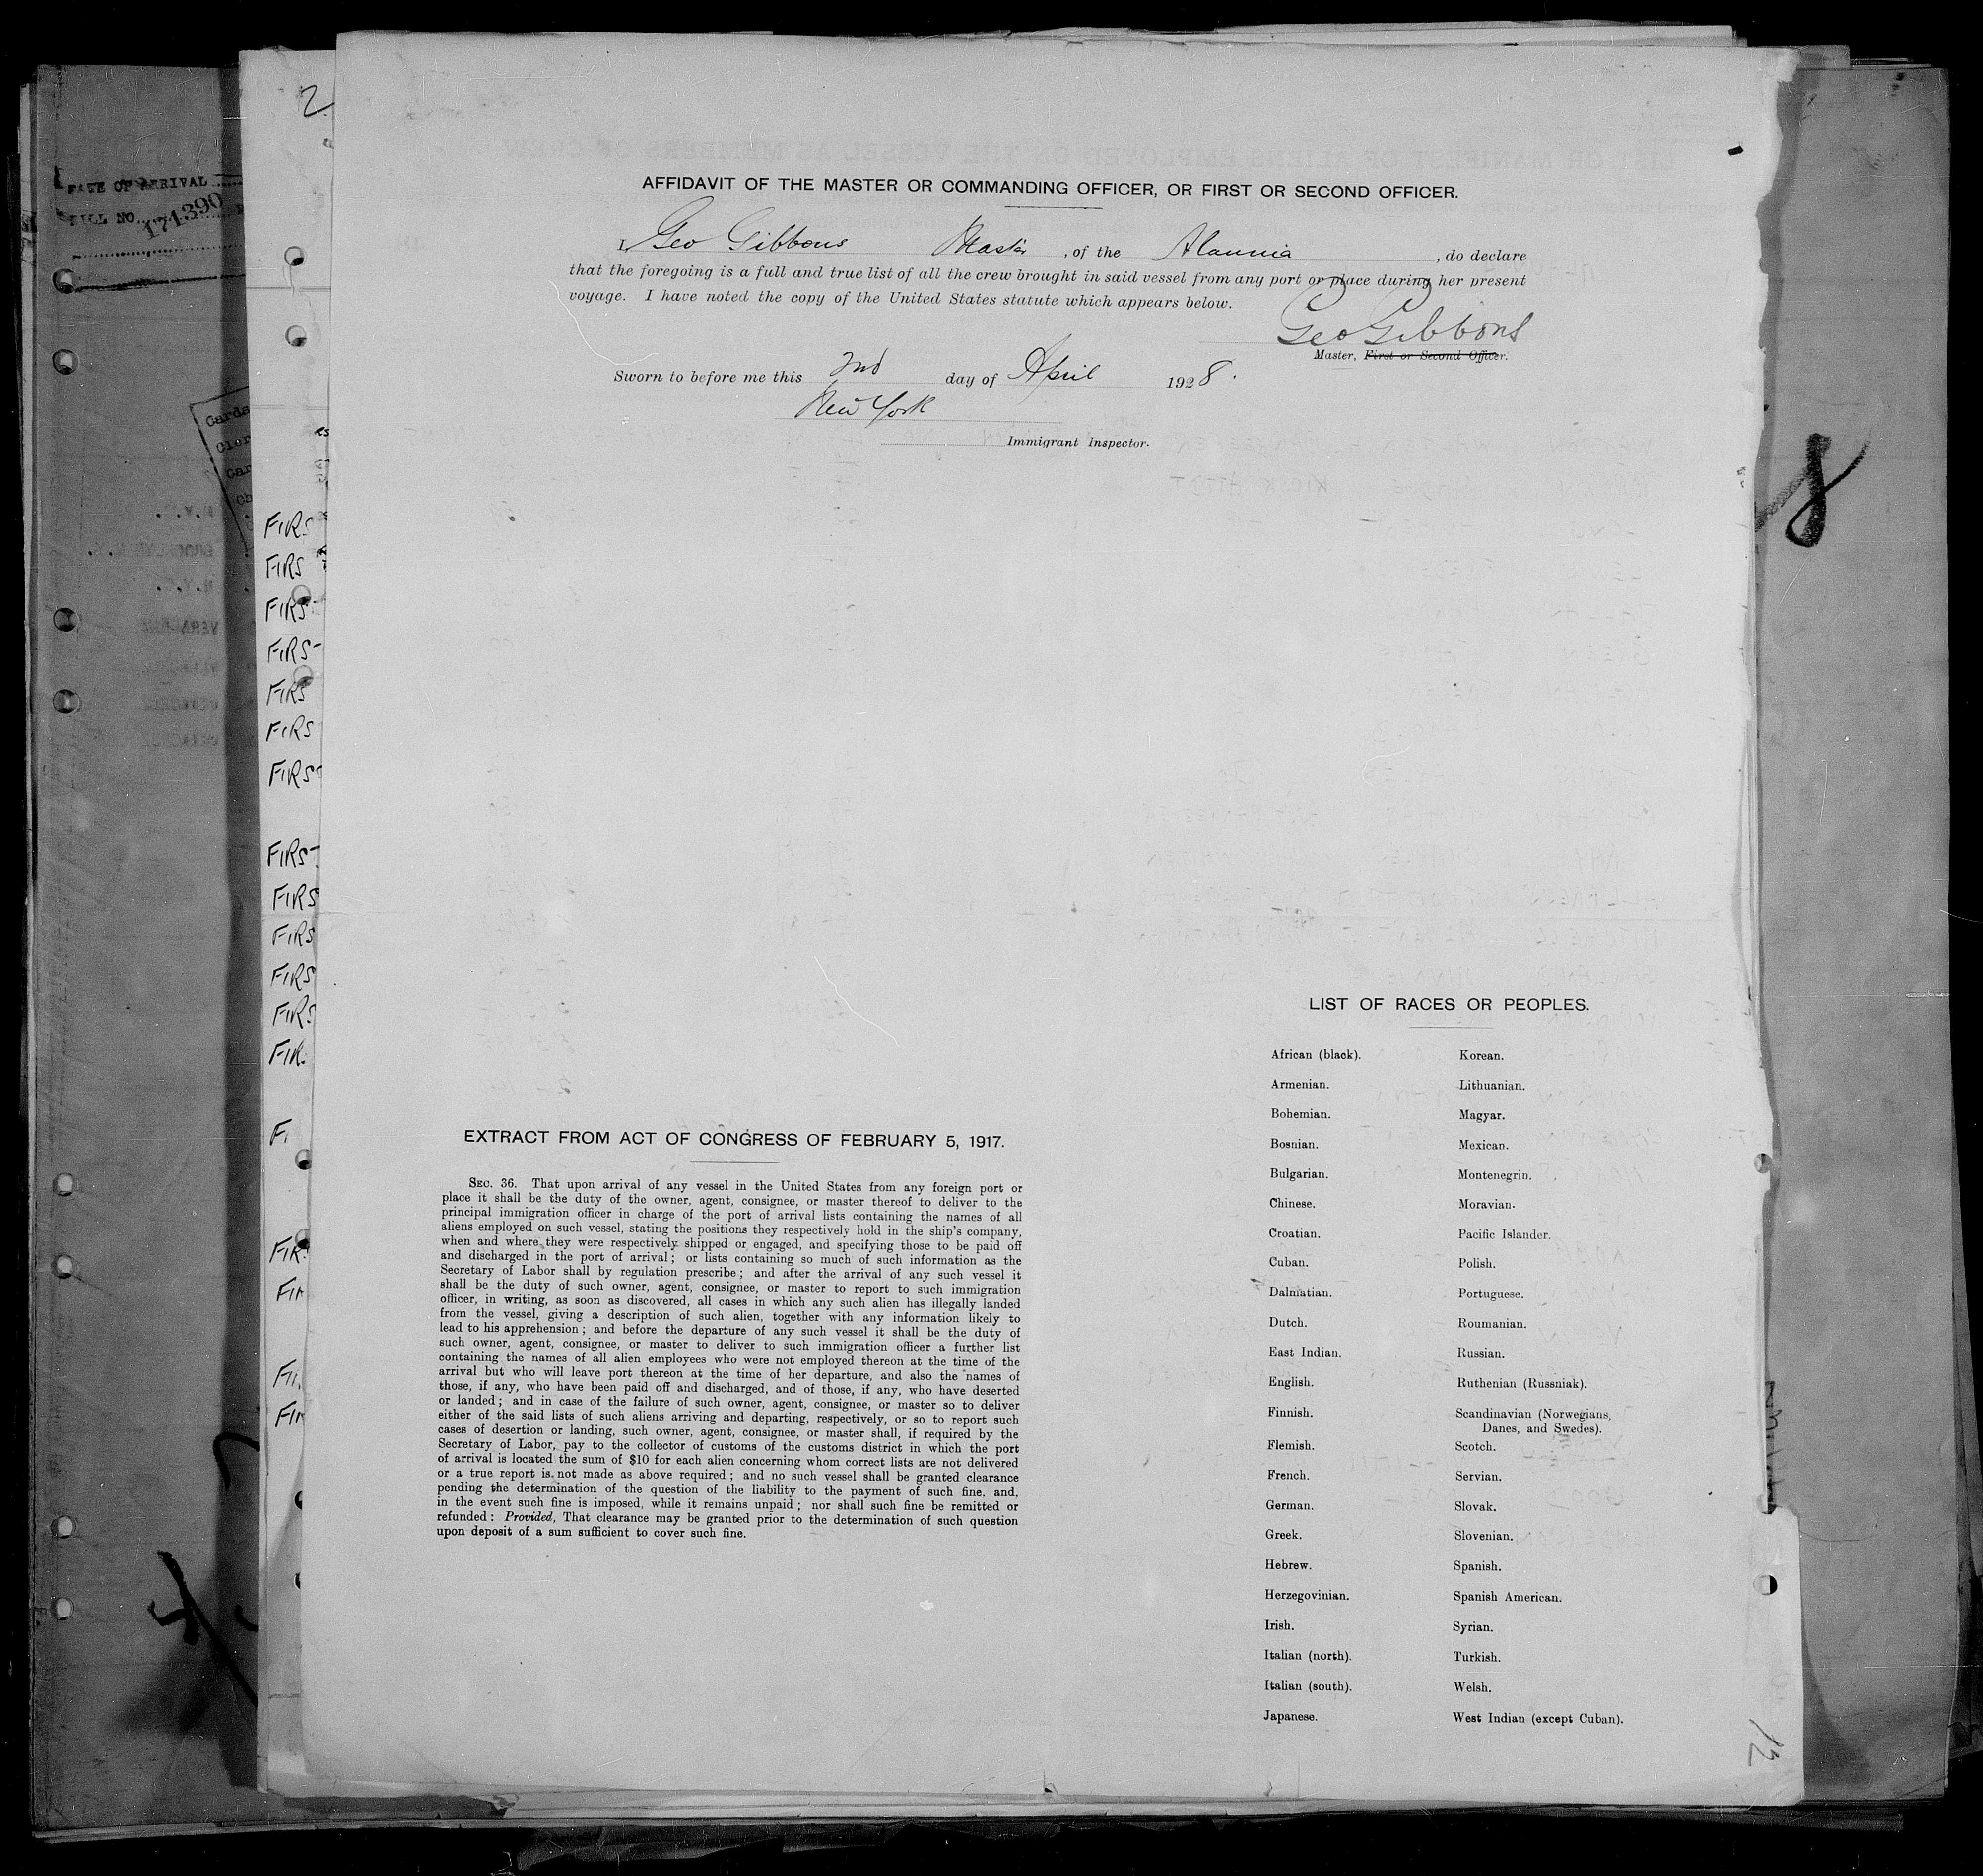 2
DATE OF ARRIVAL
BILL NO. 171390
AFFIDAVIT OF THE MASTER OR COMMANDING OFFICER, OR FIRST OR SECOND OFFICER.
I, Geo Gibbons Master, of the Alaunia, do declare
that the foregoing is a full and true list of all the crew brought in said vessel from any port or place during her present
voyage. I have noted the copy of the United States statute which appears below.
Geo Gibbons
Master, First or Second Officer.
Sworn to before me this 2nd day of April 1928.
New York
Immigrant Inspector.
8
FIRS
FIRS
FIRS
FIRS
FIRS
FIRS
FIRS
FIRS
FIRS
FIRS
FIRS
FIRS
LIST OF RACES OR PEOPLES.
African (black). Korean.
Armenian. Lithuanian.
Bohemian. Magyar.
Bosnian. Mexican.
Bulgarian. Montenegrin.
Chinese. Moravian.
Croatian. Pacific Islander.
Cuban. Polish.
Dalmatian. Portuguese.
Dutch. Roumanian.
East Indian. Russian.
English. Ruthenian (Russniak).
Finnish. Scandinavian (Norwegians,
Danes, and Swedes).
Flemish. Scotch.
French. Servian.
German. Slovak.
Greek. Slovenian.
Hebrew. Spanish.
Herzegovinian. Spanish American.
Irish. Syrian.
Italian (north). Turkish.
Italian (south). Welsh.
Japanese. West Indian (except Cuban).
EXTRACT FROM ACT OF CONGRESS OF FEBRUARY 5, 1917.
SEC. 36. That upon arrival of any vessel in the United States from any foreign port or
place it shall be the duty of the owner, agent, consignee, or master thereof to deliver to the
principal immigration officer in charge of the port of arrival lists containing the names of all
aliens employed on such vessel, stating the positions they respectively hold in the ship's company,
when and where they were respectively shipped or engaged, and specifying those to be paid off
and discharged in the port of arrival; or lists containing so much of such information as the
Secretary of Labor shall by regulation prescribe; and after the arrival of any such vessel it
shall be the duty of such owner, agent, consignee, or master to report to such immigration
officer, in writing, as soon as discovered, all cases in which any such alien has illegally landed
from the vessel, giving a description of such alien, together with any information likely to
lead to his apprehension; and before the departure of any such vessel it shall be the duty of
such owner, agent, consignee, or master to deliver to such immigration officer a further list
containing the names of all alien employees who were not employed thereon at the time of the
arrival but who will leave port thereon at the time of her departure, and also the names of
those, if any, who have been paid off and discharged, and of those, if any, who have deserted
or landed; and in case of the failure of such owner, agent, consignee, or master so to deliver
either of the said lists of such aliens arriving and departing, respectively, or so to report such
cases of desertion or landing, such owner, agent, consignee, or master shall, if required by the
Secretary of Labor, pay to the collector of customs of the customs district in which the port
of arrival is located the sum of $10 for each alien concerning whom correct lists are not delivered
or a true report is not made as above required; and no such vessel shall be granted clearance
pending the determination of the question of the liability to the payment of such fine, and,
in the event such fine is imposed, while it remains unpaid; nor shall such fine be remitted or
refunded: Provided, That clearance may be granted prior to the determination of such question
upon deposit of a sum sufficient to cover such fine.
12